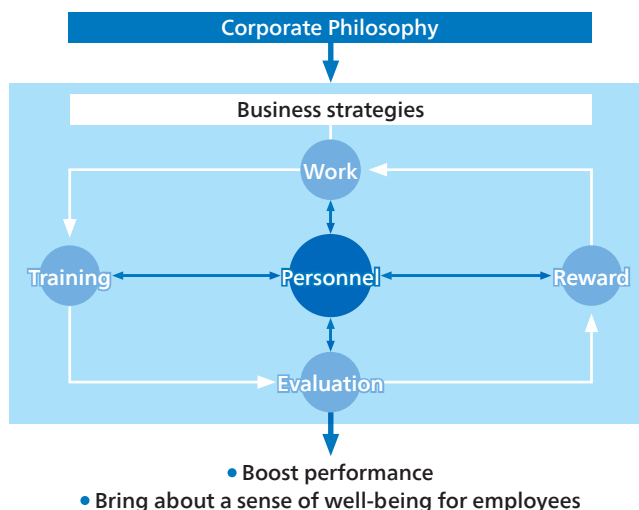 Corporate Philosophy
Business strategies
Work
Training
Personnel
Reward
Evaluation
• Boost performance
• Bring about a sense of well-being for employees